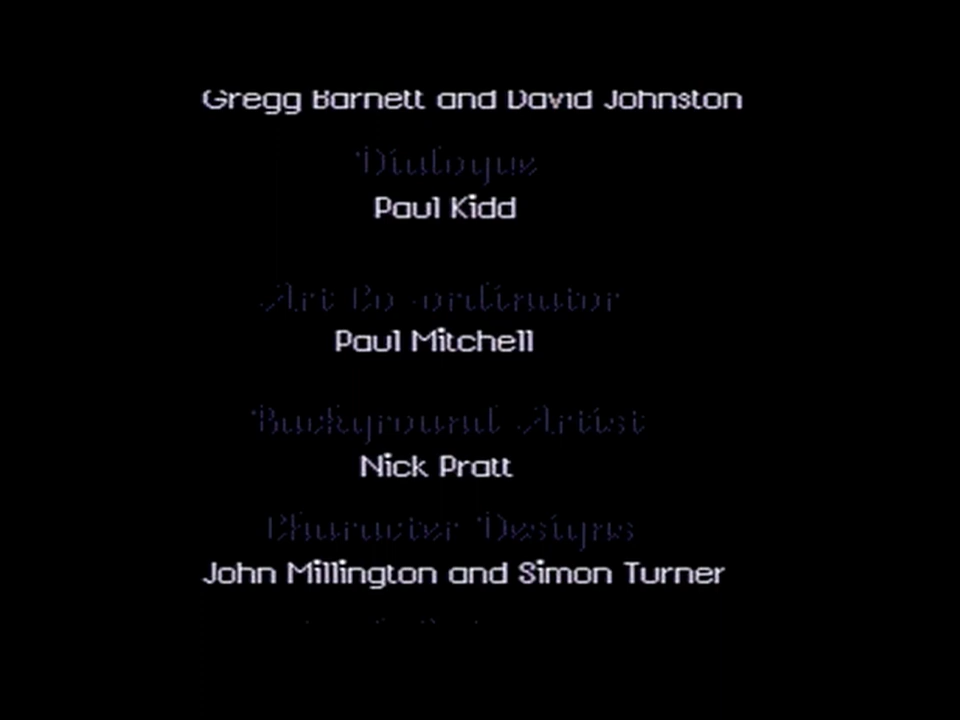 Gregg Barnett and David Johnston
Dialogue
Paul Kidd
Art Co-ordinator
Paul Mitchell
Background Artist
Nick Pratt
Character Designs
John Millington and Simon Turner